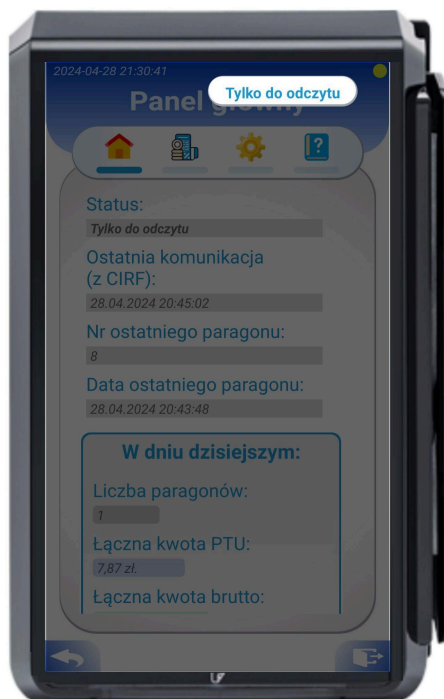 2024-04-28 21:30:41
Tylko do odczytu
Panel główny
Status:
Tylko do odczytu
Ostatnia komunikacja
(z CIRF):
28.04.2024 20:45:02
Nr ostatniego paragonu:
8
Data ostatniego paragonu:
28.04.2024 20:43:48
W dniu dzisiejszym:
Liczba paragonów:
1
Łączna kwota PTU:
7,87 zł.
Łączna kwota brutto: